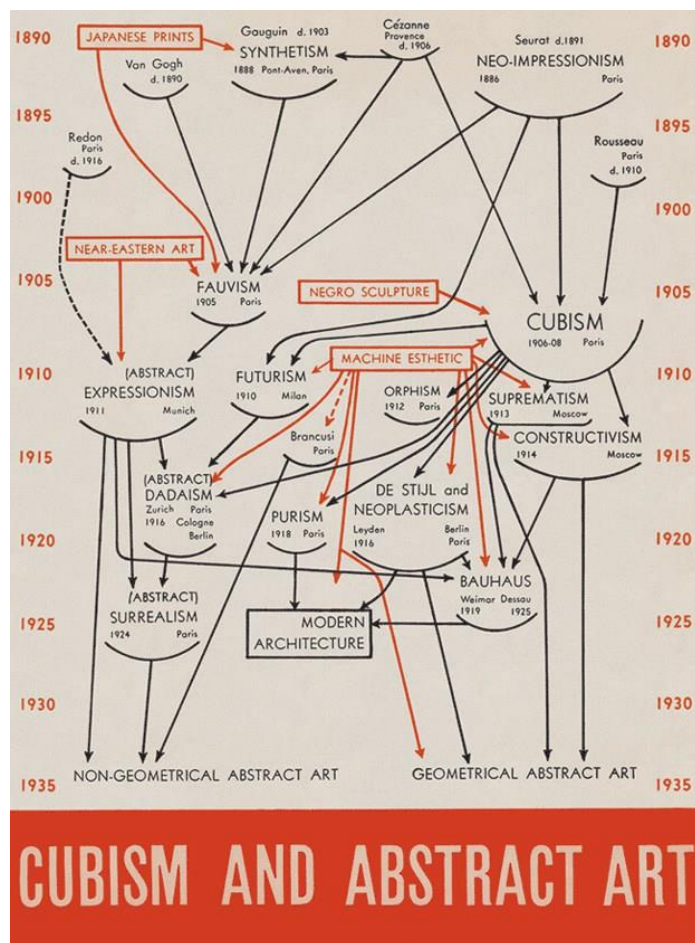 1890
JAPANESE PRINTS
Gauguin d. 1903
SYNTHETISM
1888 Pont-Aven, Paris
Cézanne
Provence
d. 1906
Seurat d.1891
NEO-IMPRESSIONISM
1886 Paris
1890
Van Gogh
d. 1890
1895
1895
Redon
Paris
d. 1916
Rousseau
Paris
d. 1910
1900
1900
NEAR-EASTERN ART
1905
FAUVISM
1905 Paris
NEGRO SCULPTURE
1905
CUBISM
1906-08 Paris
1910
(ABSTRACT)
EXPRESSIONISM
1911 Munich
FUTURISM
1910 Milan
MACHINE ESTHETIC
ORPHISM
1912 Paris
SUPREMATISM
1913 Moscow
1910
Brancusi
Paris
CONSTRUCTIVISM
1914 Moscow
1915
1915
(ABSTRACT)
DADAISM
Zurich Paris
1916 Cologne
Berlin
PURISM
1918 Paris
DE STIJL and
NEOPLASTICISM
Leyden Berlin
1916 Paris
1920
1920
BAUHAUS
Weimar Dessau
1919 1925
(ABSTRACT)
SURREALISM
1924 Paris
MODERN
ARCHITECTURE
1925
1925
1930
1930
NON-GEOMETRICAL ABSTRACT ART
GEOMETRICAL ABSTRACT ART
1935
1935
CUBISM AND ABSTRACT ART